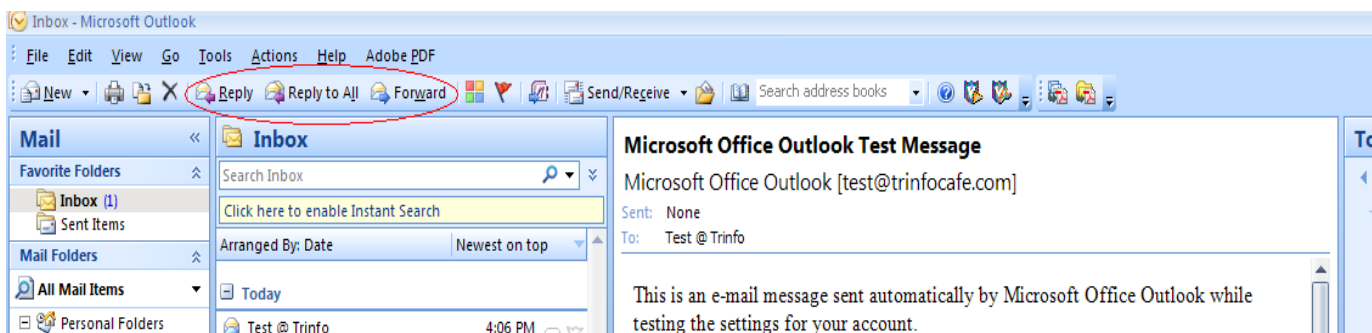 Inbox - Microsoft Outlook
File Edit View Go Tools Actions Help Adobe PDF
New Reply Reply to All Forward Send/Receive Search address books
Mail
Favorite Folders
Inbox (1)
Sent Items
Mail Folders
All Mail Items
Personal Folders
Inbox
Search Inbox
Click here to enable Instant Search
Arranged By: Date Newest on top
Today
Test @ Trinfo 4:06 PM
Microsoft Office Outlook Test Message
Microsoft Office Outlook [test@trinfocafe.com]
Sent: None
To: Test @ Trinfo
This is an e-mail message sent automatically by Microsoft Office Outlook while
testing the settings for your account.
To